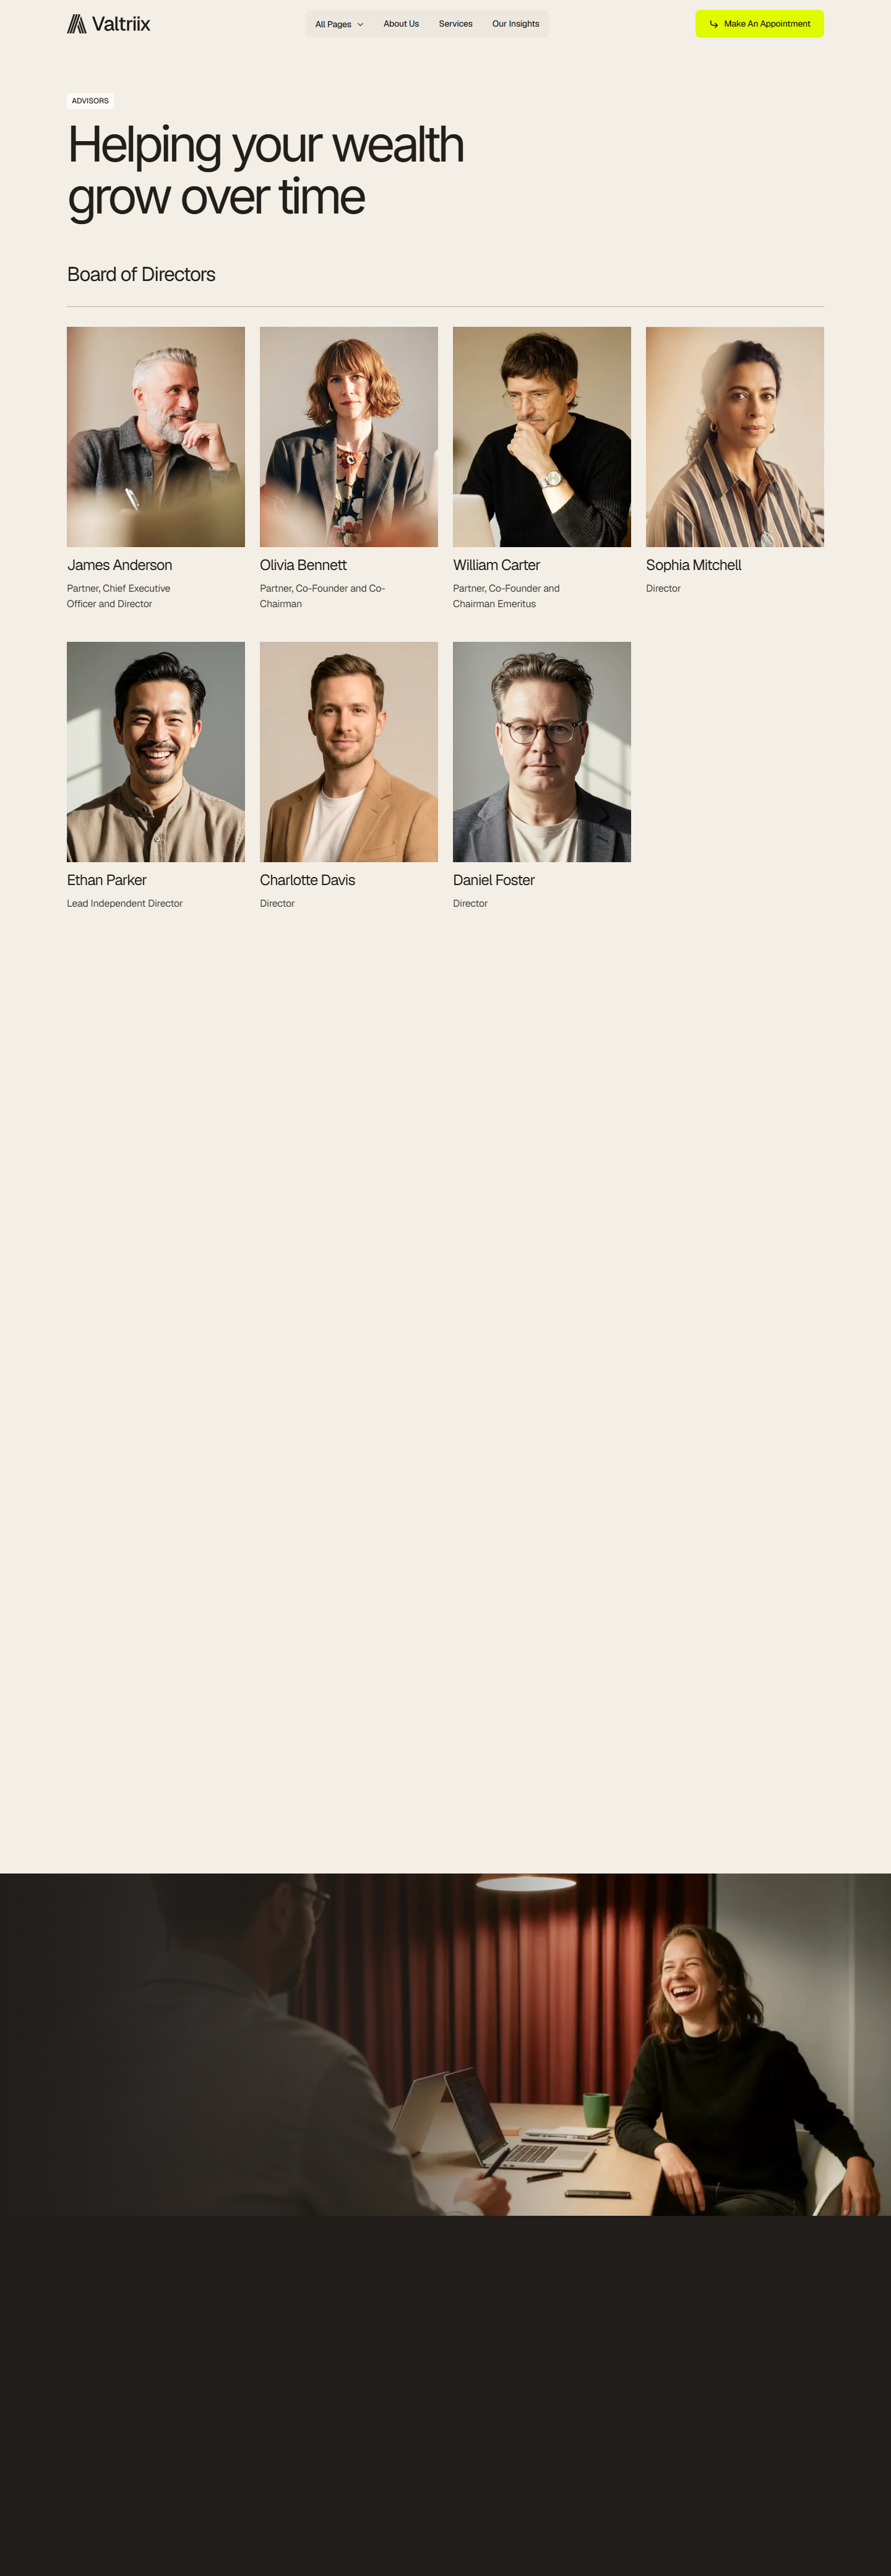 Valtriix
All Pages
About Us
Services
Our Insights
Make An Appointment
ADVISORS
Helping your wealth
grow over time
Board of Directors
James Anderson
Partner, Chief Executive
Officer and Director
Olivia Bennett
Partner, Co-Founder and Co-
Chairman
William Carter
Partner, Co-Founder and
Chairman Emeritus
Sophia Mitchell
Director
Ethan Parker
Lead Independent Director
Charlotte Davis
Director
Daniel Foster
Director